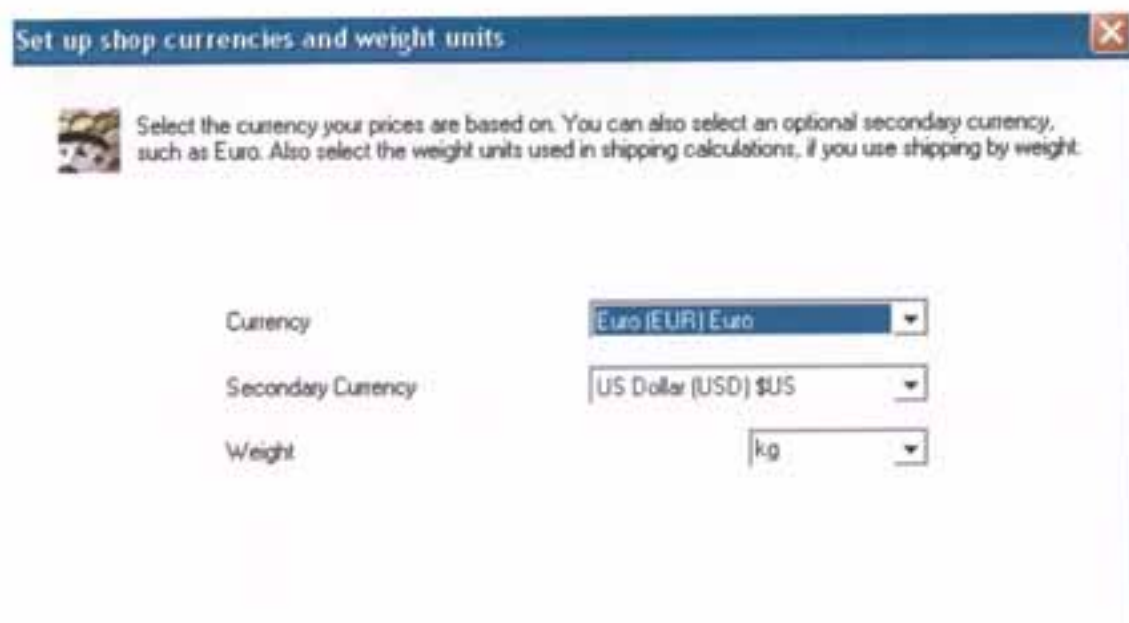 Set up shop currencies and weight units
Select the currency your prices are based on. You can also select an optional secondary currency,
such as Euro. Also select the weight units used in shipping calculations, if you use shipping by weight.
Currency
Euro (EUR) Euro
Secondary Currency
US Dollar (USD) $US
Weight
kg